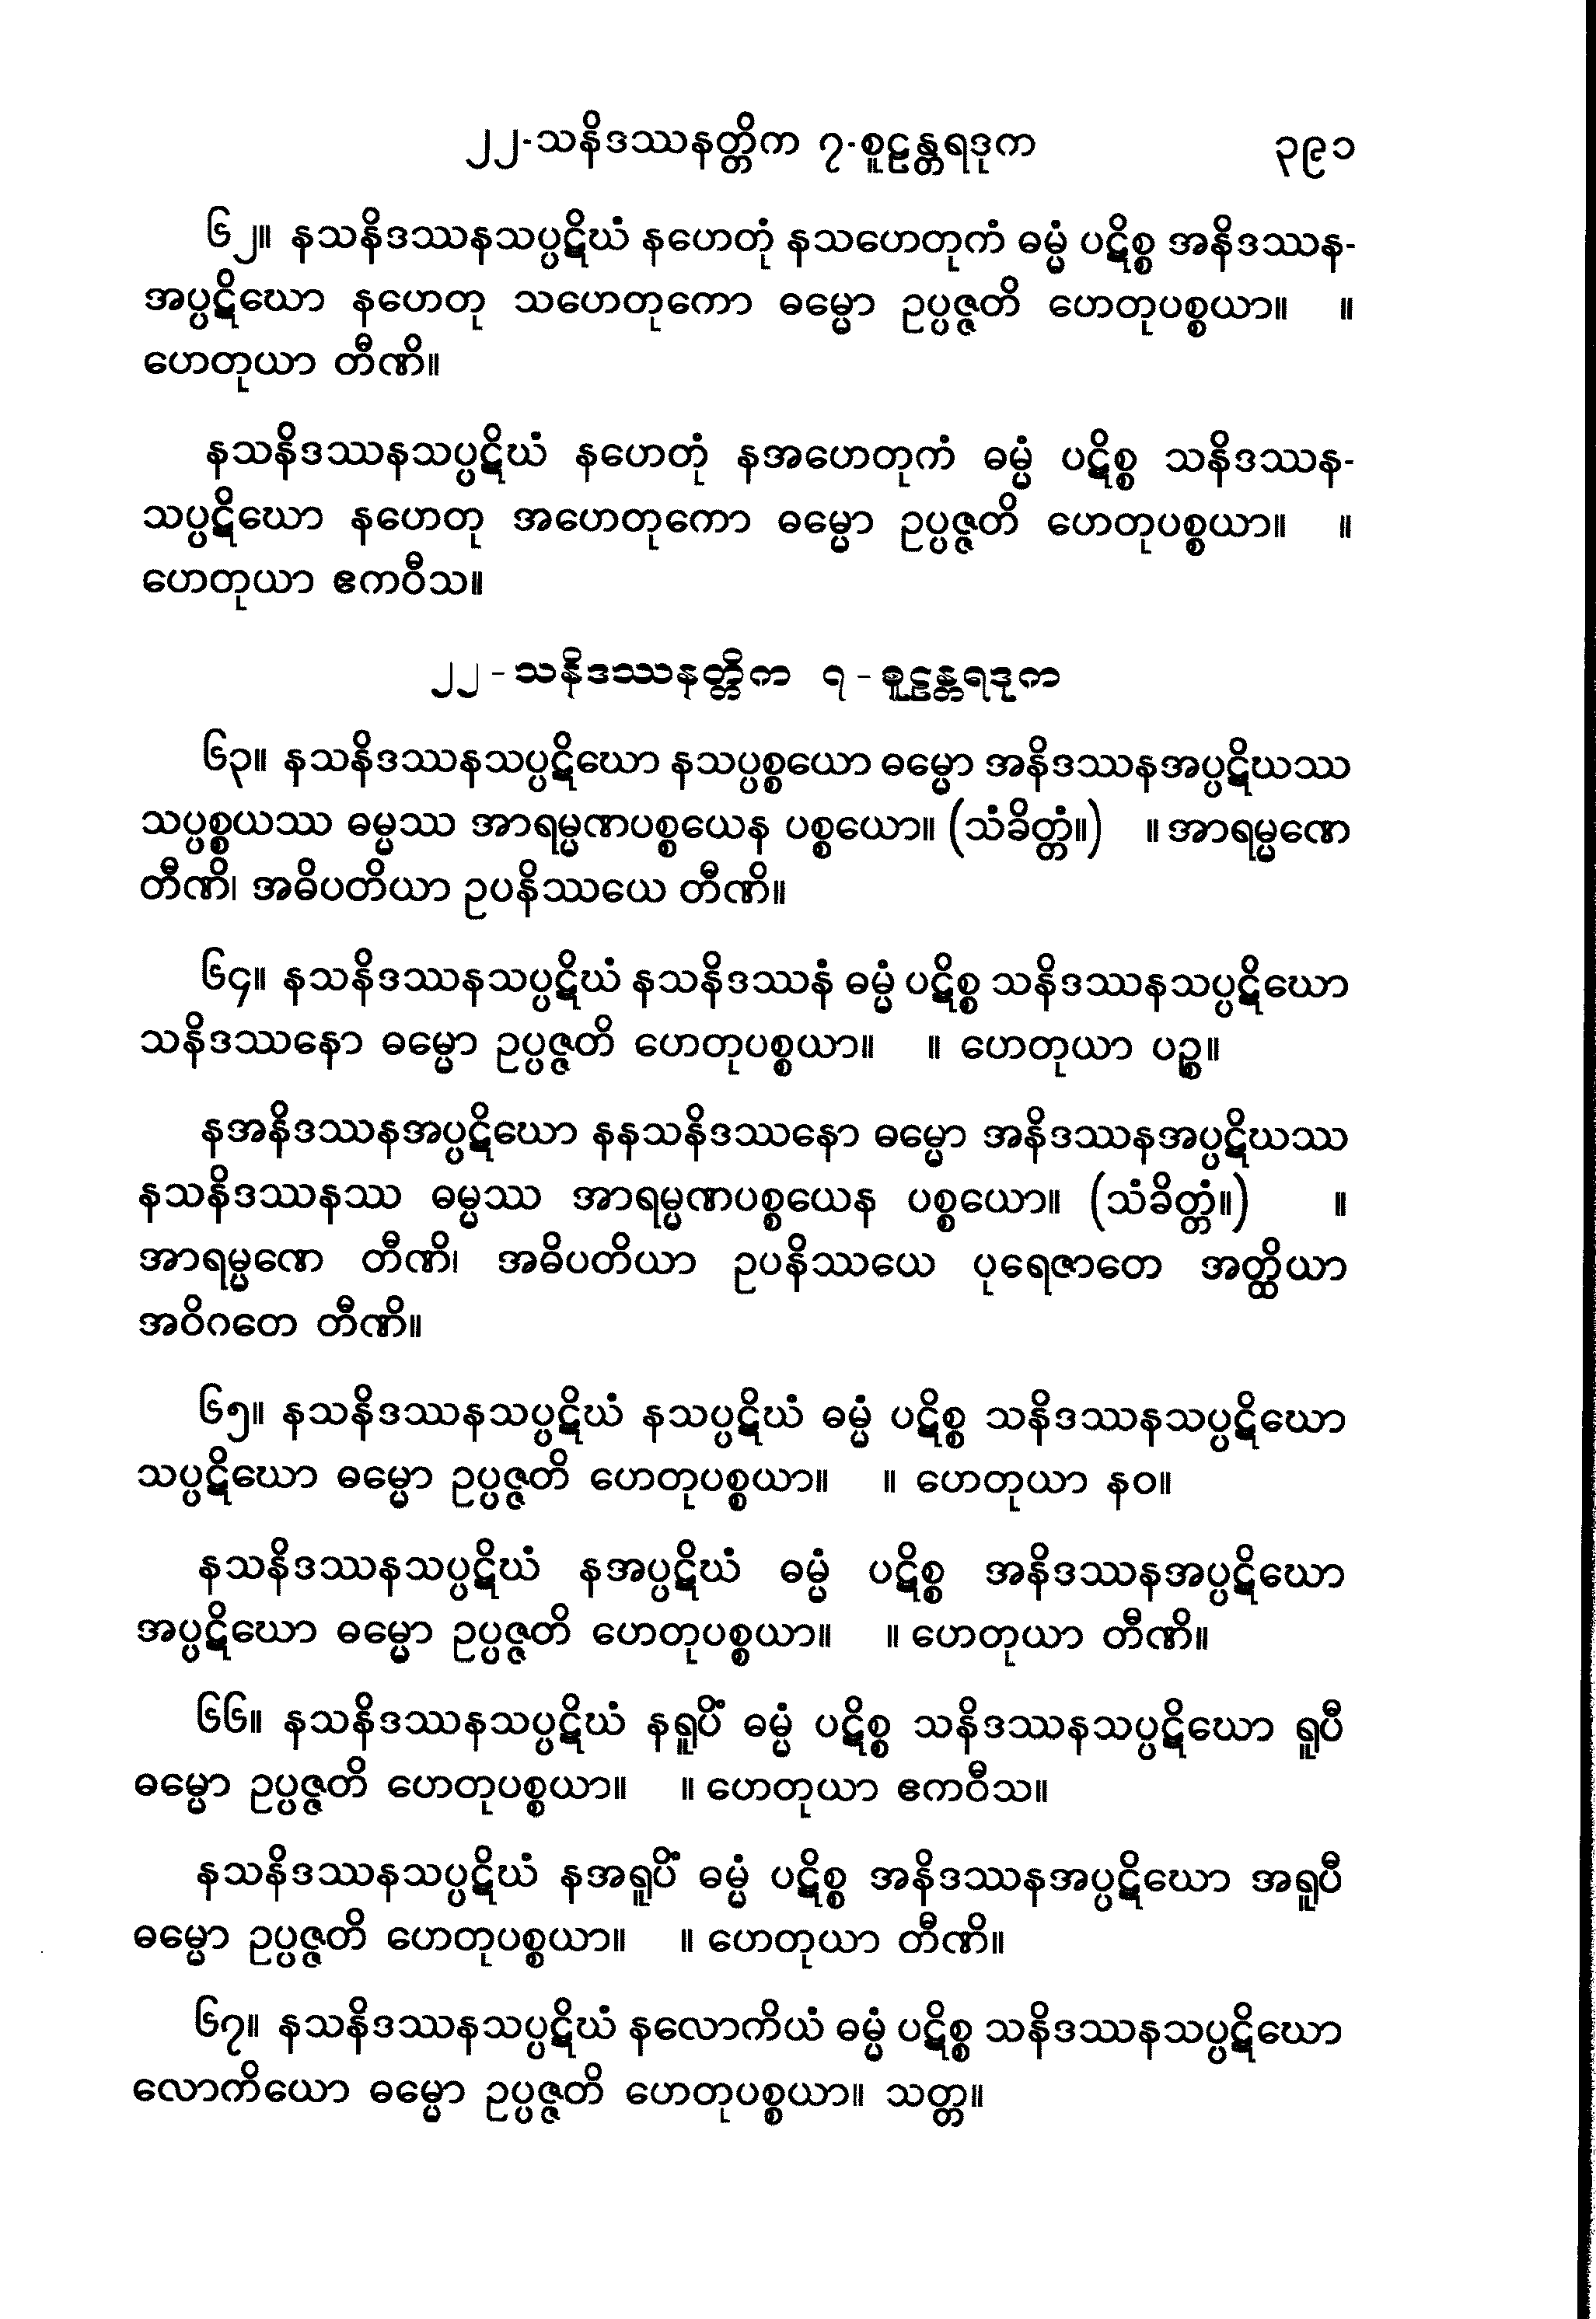 ၂၂-သနိဒဿနတ္တိက ၇-စူဠန္တရဒုက ၃၉၁
၆၂။ နသနိဒဿနသပ္ပဋိဃံ နဟေတုံ နသဟေတုကံ ဓမ္မံ ပဋိစ္စ အနိဒဿန-
အပ္ပဋိဃော နဟေတု သဟေတုကော ဓမ္မော ဥပ္ပဇ္ဇတိ ဟေတုပစ္စယာ။ ။
ဟေတုယာ တီဏိ။
နသနိဒဿနသပ္ပဋိဃံ နဟေတုံ နအဟေတုကံ ဓမ္မံ ပဋိစ္စ သနိဒဿန-
သပ္ပဋိဃော နဟေတု အဟေတုကော ဓမ္မော ဥပ္ပဇ္ဇတိ ဟေတုပစ္စယာ။ ။
ဟေတုယာ ဧကဝီသ။
၂၂ - သနိဒဿနတ္တိက ၇ - စူဠန္တရဒုက
၆၃။ နသနိဒဿနသပ္ပဋိဃော နသပ္ပစ္စယော ဓမ္မော အနိဒဿနအပ္ပဋိဃဿ
သပ္ပစ္စယဿ ဓမ္မဿ အာရမ္မဏပစ္စယေန ပစ္စယော။ (သံခိတ္တံ။) ။ အာရမ္မဏေ
တီဏိ၊ အဓိပတိယာ ဥပနိဿယေ တီဏိ။
၆၄။ နသနိဒဿနသပ္ပဋိဃံ နသနိဒဿနံ ဓမ္မံ ပဋိစ္စ သနိဒဿနသပ္ပဋိဃော
သနိဒဿနော ဓမ္မော ဥပ္ပဇ္ဇတိ ဟေတုပစ္စယာ။ ။ ဟေတုယာ ပဉ္စ။
နအနိဒဿနအပ္ပဋိဃော နနသနိဒဿနော ဓမ္မော အနိဒဿနအပ္ပဋိဃဿ
နသနိဒဿနဿ ဓမ္မဿ အာရမ္မဏပစ္စယေန ပစ္စယော။ (သံခိတ္တံ။) ။
အာရမ္မဏေ တီဏိ၊ အဓိပတိယာ ဥပနိဿယေ ပုရေဇာတေ အတ္ထိယာ
အဝိဂတေ တီဏိ။
၆၅။ နသနိဒဿနသပ္ပဋိဃံ နသပ္ပဋိဃံ ဓမ္မံ ပဋိစ္စ သနိဒဿနသပ္ပဋိဃော
သပ္ပဋိဃော ဓမ္မော ဥပ္ပဇ္ဇတိ ဟေတုပစ္စယာ။ ။ ဟေတုယာ နဝ။
နသနိဒဿနသပ္ပဋိဃံ နအပ္ပဋိဃံ ဓမ္မံ ပဋိစ္စ အနိဒဿနအပ္ပဋိဃော
အပ္ပဋိဃော ဓမ္မော ဥပ္ပဇ္ဇတိ ဟေတုပစ္စယာ။ ။ ဟေတုယာ တီဏိ။
၆၆။ နသနိဒဿနသပ္ပဋိဃံ နရူပိံ ဓမ္မံ ပဋိစ္စ သနိဒဿနသပ္ပဋိဃော ရူပီ
ဓမ္မော ဥပ္ပဇ္ဇတိ ဟေတုပစ္စယာ။ ။ ဟေတုယာ ဧကဝီသ။
နသနိဒဿနသပ္ပဋိဃံ နအရူပိံ ဓမ္မံ ပဋိစ္စ အနိဒဿနအပ္ပဋိဃော အရူပီ
ဓမ္မော ဥပ္ပဇ္ဇတိ ဟေတုပစ္စယာ။ ။ ဟေတုယာ တီဏိ။
၆၇။ နသနိဒဿနသပ္ပဋိဃံ နလောကိယံ ဓမ္မံ ပဋိစ္စ သနိဒဿနသပ္ပဋိဃော
လောကိယော ဓမ္မော ဥပ္ပဇ္ဇတိ ဟေတုပစ္စယာ။ သတ္တ။